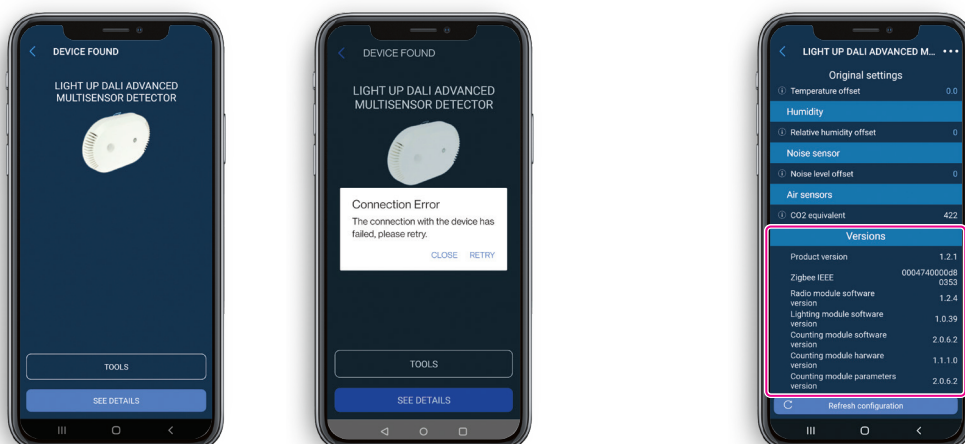 DEVICE FOUND
LIGHT UP DALI ADVANCED
MULTISENSOR DETECTOR
TOOLS
SEE DETAILS
DEVICE FOUND
LIGHT UP DALI ADVANCED
MULTISENSOR DETECTOR
Connection Error
The connection with the device has
failed, please retry.
CLOSE RETRY
TOOLS
SEE DETAILS
LIGHT UP DALI ADVANCED M...
Original settings
Temperature offset 0.0
Humidity
Relative humidity offset 0
Noise sensor
Noise level offset 0
Air sensors
CO2 equivalent 422
Versions
Product version 1.2.1
Zigbee IEEE 0004740000d8
0353
Radio module software
version 1.2.4
Lighting module software
version 1.0.39
Counting module software
version 2.0.6.2
Counting module harware
version 1.1.1.0
Counting module parameters
version 2.0.6.2
Refresh configuration